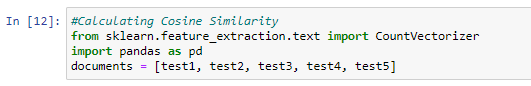 In [12]: #Calculating Cosine Similarity
from sklearn.feature_extraction.text import CountVectorizer
import pandas as pd
documents = [test1, test2, test3, test4, test5]